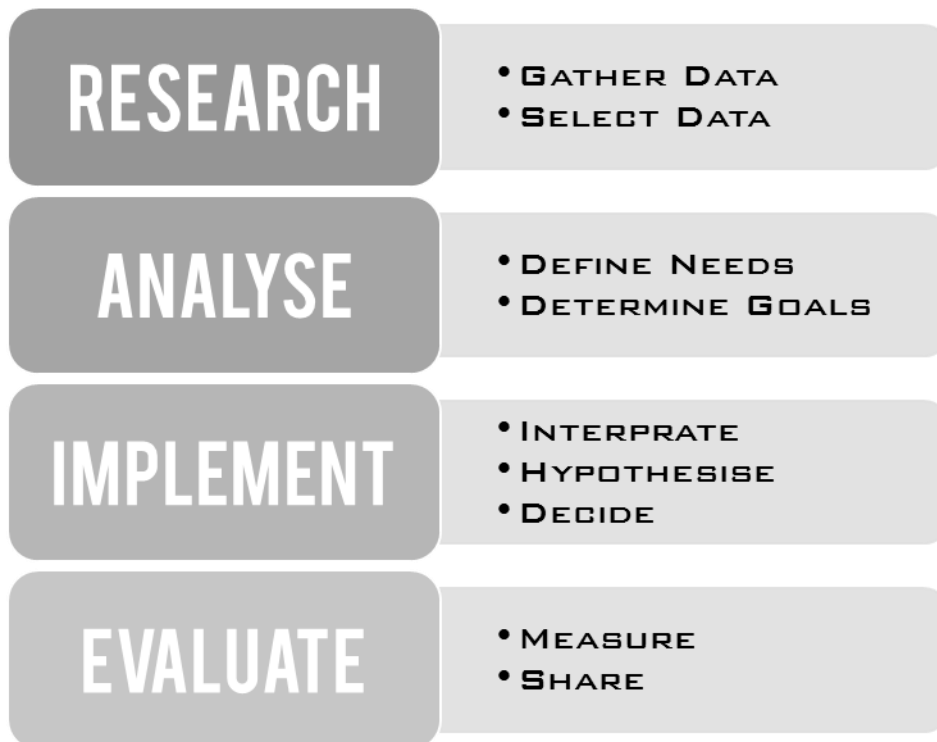 RESEARCH
• GATHER DATA
• SELECT DATA
ANALYSE
• DEFINE NEEDS
• DETERMINE GOALS
IMPLEMENT
• INTERPRATE
• HYPOTHESISE
• DECIDE
EVALUATE
• MEASURE
• SHARE